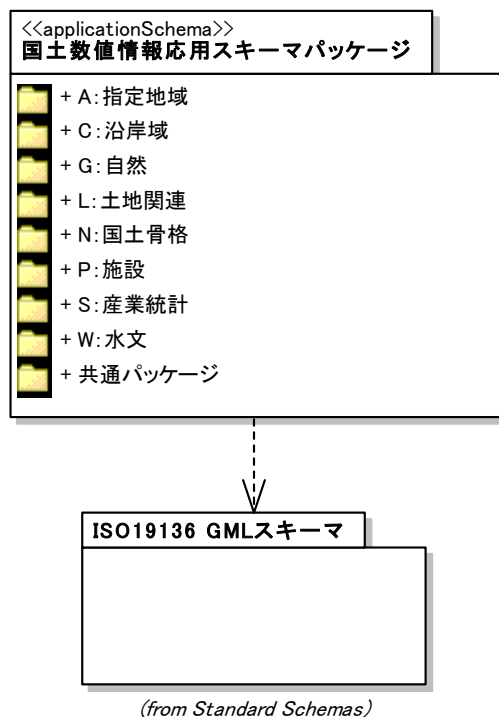 <<applicationSchema>>
国土数値情報応用スキーマパッケージ
+ A:指定地域
+ C:沿岸域
+ G:自然
+ L:土地関連
+ N:国土骨格
+ P:施設
+ S:産業統計
+ W:水文
+ 共通パッケージ
ISO19136 GMLスキーマ
(from Standard Schemas)